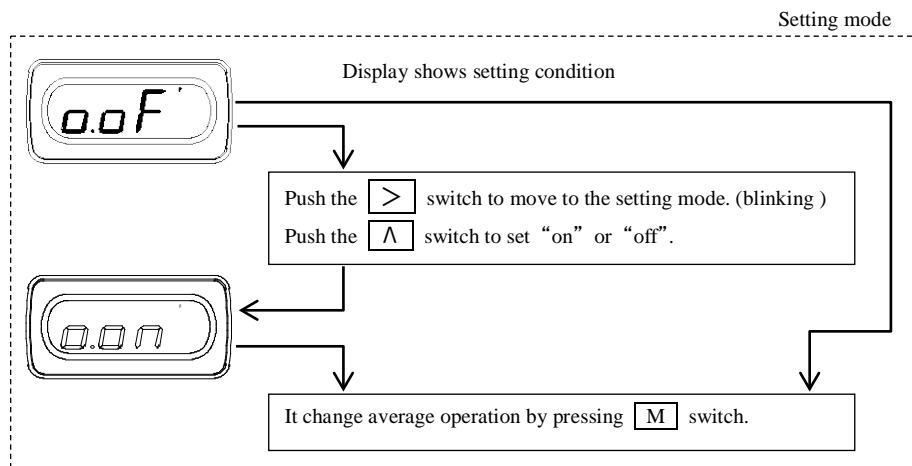 Setting mode
Display shows setting condition
o.oF
Push the > switch to move to the setting mode. (blinking )
Push the Λ switch to set “on” or “off”.
o.on
It change average operation by pressing M switch.